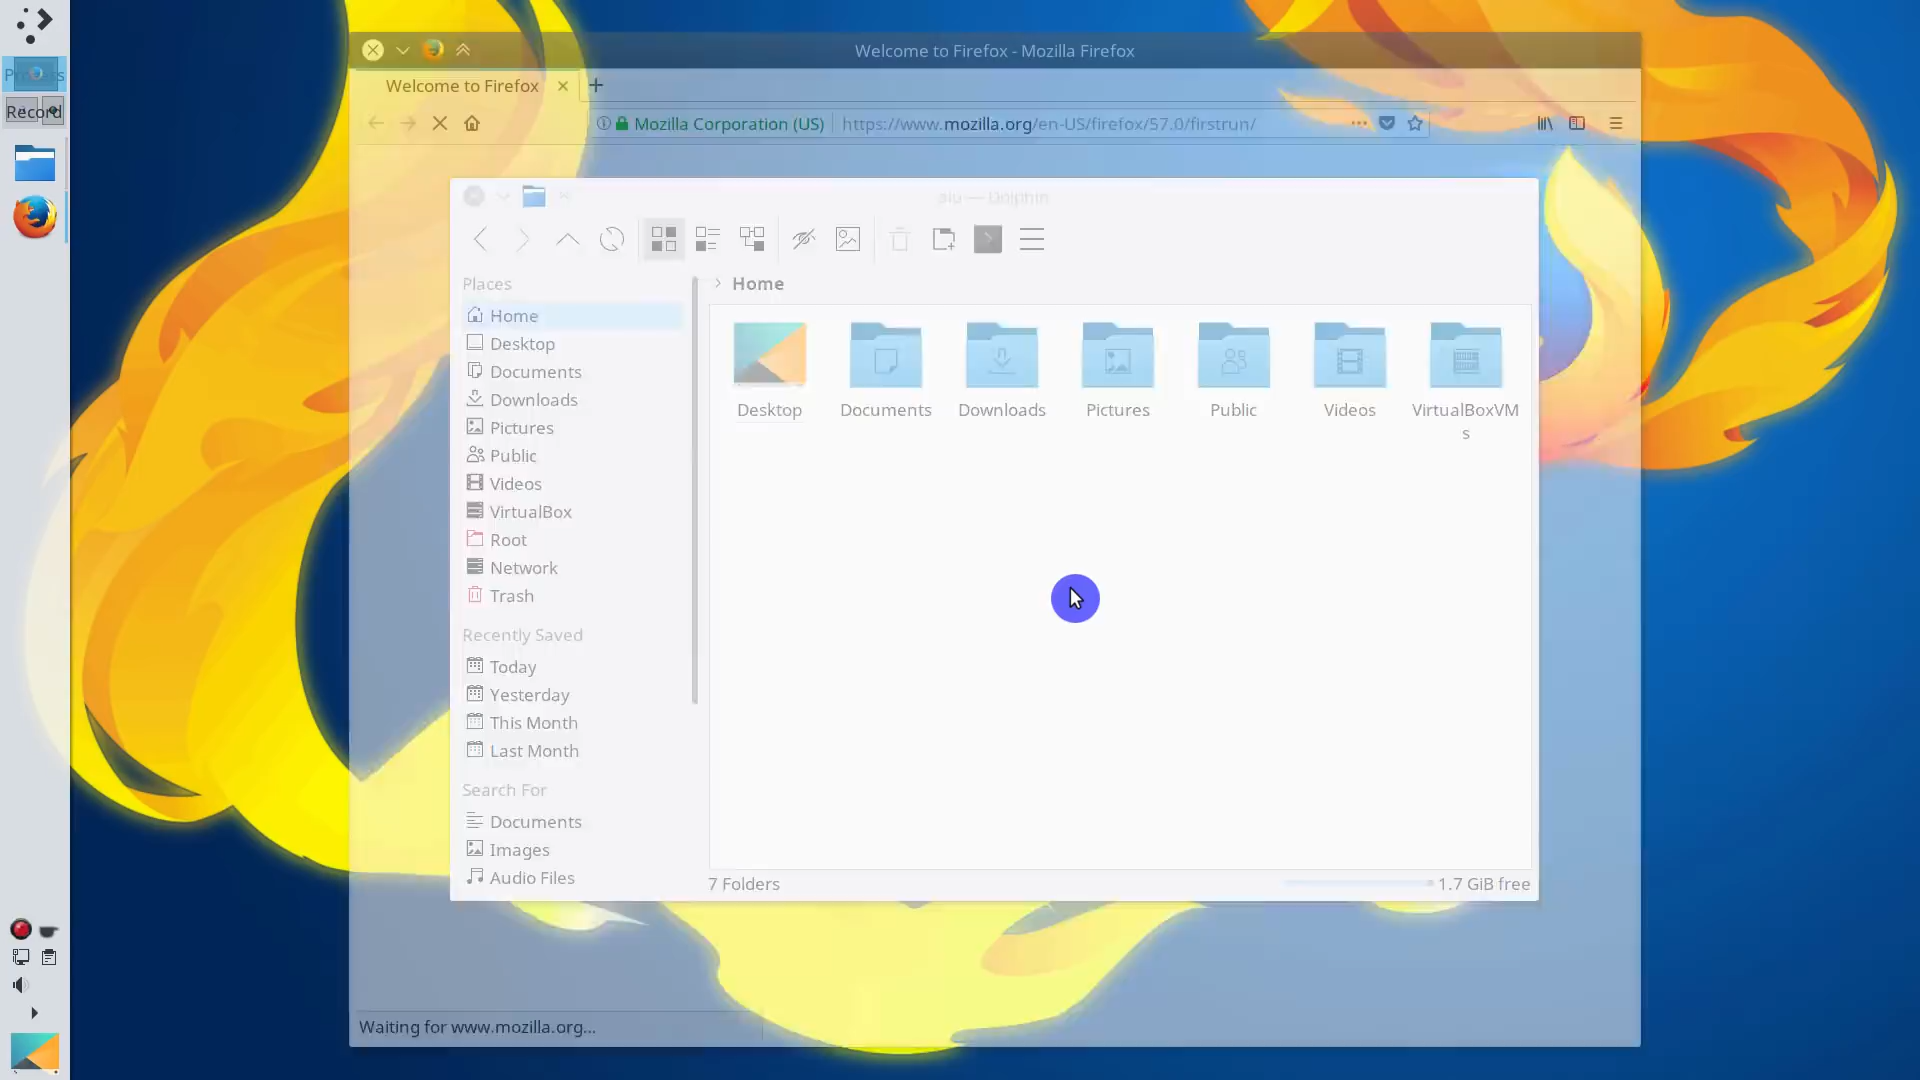 Welcome to Firefox - Mozilla Firefox
Welcome to Firefox
Mozilla Corporation (US)
https://www.mozilla.org/en-US/firefox/57.0/firstrun/
Record
— Dolphin
Places
Home
Desktop
Documents
Downloads
Pictures
Public
Videos
VirtualBox
Root
Network
Trash
Recently Saved
Today
Yesterday
This Month
Last Month
Search For
Documents
Images
Audio Files
Home
Desktop
Documents
Downloads
Pictures
Public
Videos
VirtualBoxVM
s
7 Folders
1.7 GiB free
Waiting for www.mozilla.org...